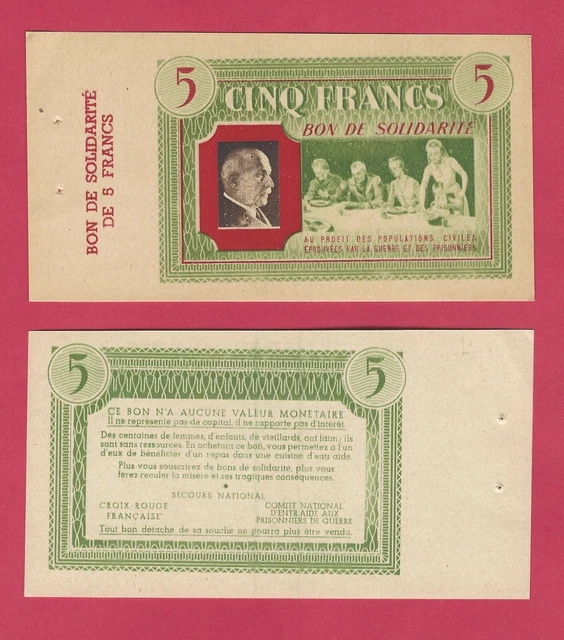 BON DE SOLIDARITÉ
DE 5 FRANCS
5 5
CINQ FRANCS
BON DE SOLIDARITÉ
AU PROFIT DES POPULATIONS CIVILES
ÉPROUVÉES PAR LA GUERRE ET DES PRISONNIERS
5 5
CE BON N'A AUCUNE VALEUR MONÉTAIRE
Il ne représente pas de capital, il ne rapporte pas d'intérêt
Des centaines de femmes, d'enfants, de vieillards, ont faim; ils
sont sans ressources. En achetant ce bon, vous permettez à l'un
d'eux de bénéficier d'un repas dans une cuisine d'entr'aide.
Plus vous souscrirez de bons de solidarité, plus vous
ferez reculer la misère et ses tragiques conséquences.
SECOURS NATIONAL
CROIX-ROUGE
FRANÇAISE
COMITÉ NATIONAL
D'ENTR'AIDE AUX
PRISONNIERS DE GUERRE
Tout bon détaché de sa souche ne pourra plus être vendu.